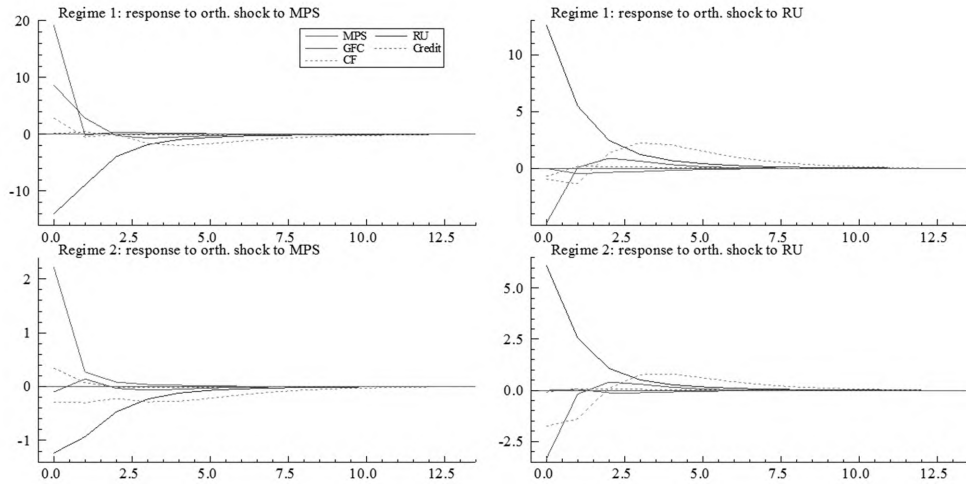 Regime 1: response to orth. shock to MPS
20
10
0
-10
MPS RU
GFC Credit
CF
0.0 2.5 5.0 7.5 10.0 12.5
Regime 1: response to orth. shock to RU
10
5
0
-5
0.0 2.5 5.0 7.5 10.0 12.5
Regime 2: response to orth. shock to MPS
2
1
0
-1
0.0 2.5 5.0 7.5 10.0 12.5
Regime 2: response to orth. shock to RU
5.0
2.5
0.0
-2.5
0.0 2.5 5.0 7.5 10.0 12.5